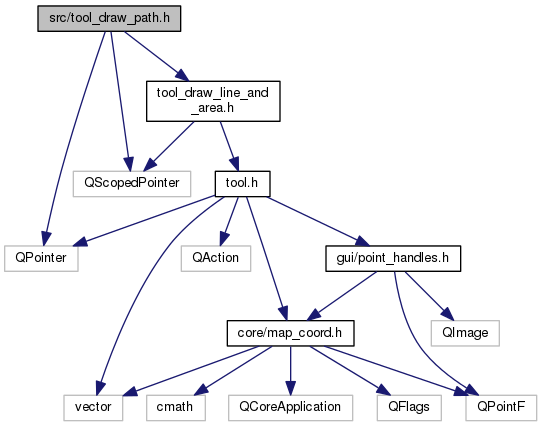 src/tool_draw_path.h
tool_draw_line_and
_area.h
QScopedPointer
tool.h
QPointer
QAction
gui/point_handles.h
core/map_coord.h
QImage
vector
cmath
QCoreApplication
QFlags
QPointF